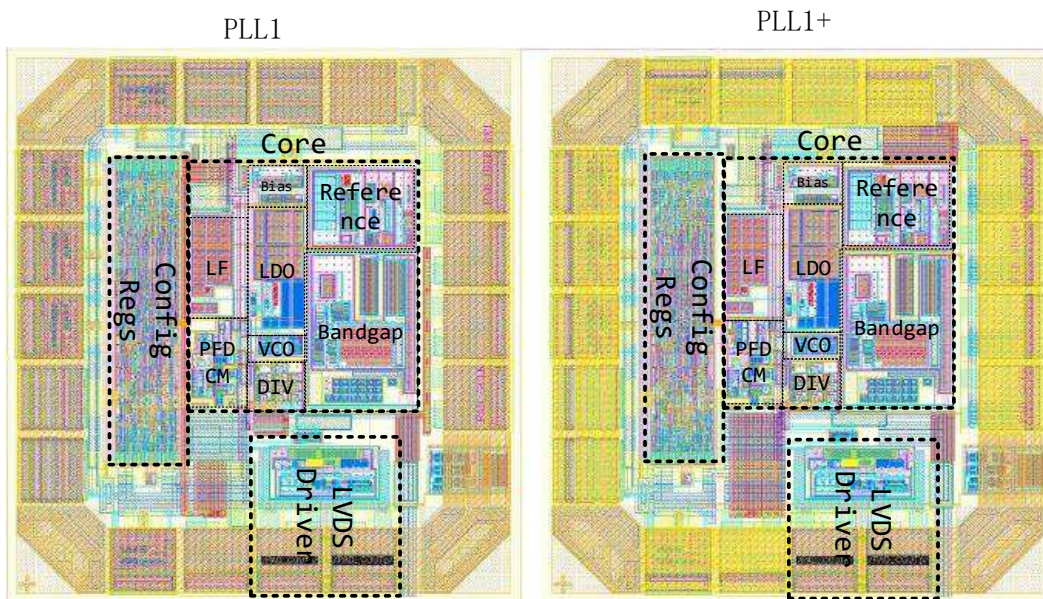 PLL1
PLL1+
Core
Config
Regs
Bias
Refere
nce
LF
LDO
Bandgap
PFD
CM
VCO
DIV
LVDS
Driver
Core
Config
Regs
Bias
Refere
nce
LF
LDO
Bandgap
PFD
CM
VCO
DIV
LVDS
Driver